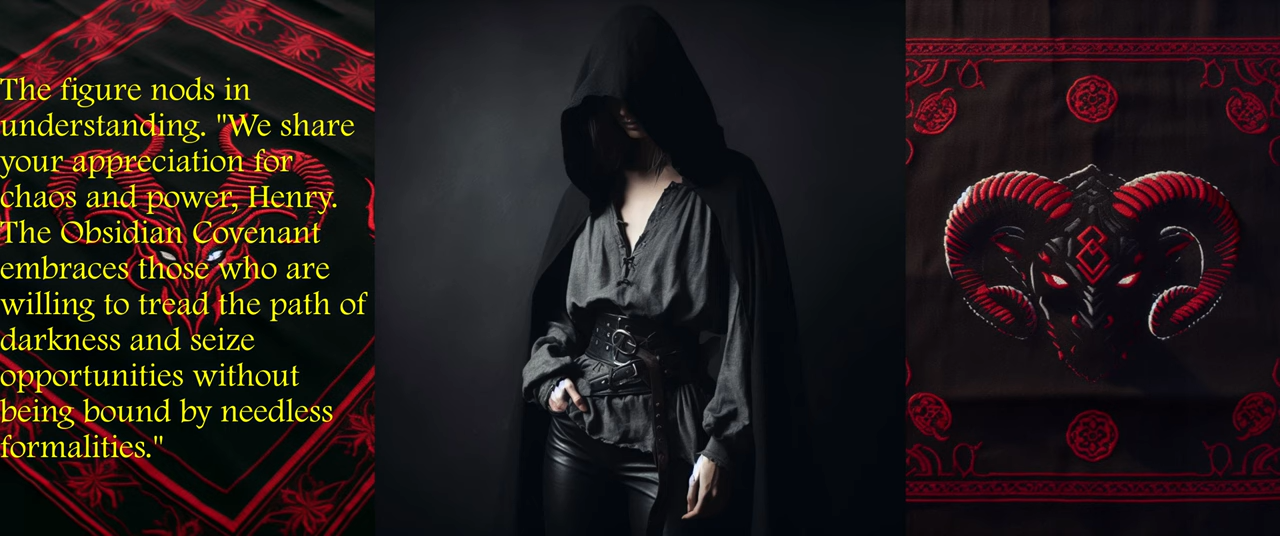 The figure nods in
understanding. "We share
your appreciation for
chaos and power, Henry.
The Obsidian Covenant
embraces those who are
willing to tread the path of
darkness and seize
opportunities without
being bound by needless
formalities."